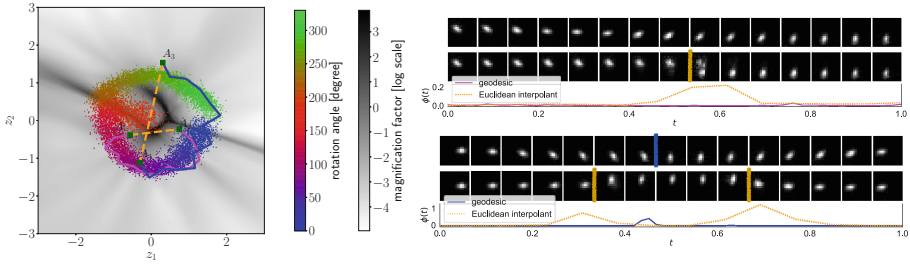 3
2
1
0
−1
−2
−3
z₂
−2
0
2
z₁
A₃
300
250
200
150
100
50
0
rotation angle [degree]
3
2
1
0
−1
−2
−3
−4
magnification factor [log scale]
geodesic
Euclidean interpolant
0.2
0.0
ϕ(t)
0.0 0.2 0.4 0.6 0.8 1.0
t
geodesic
Euclidean interpolant
1
0
ϕ(t)
0.0 0.2 0.4 0.6 0.8 1.0
t